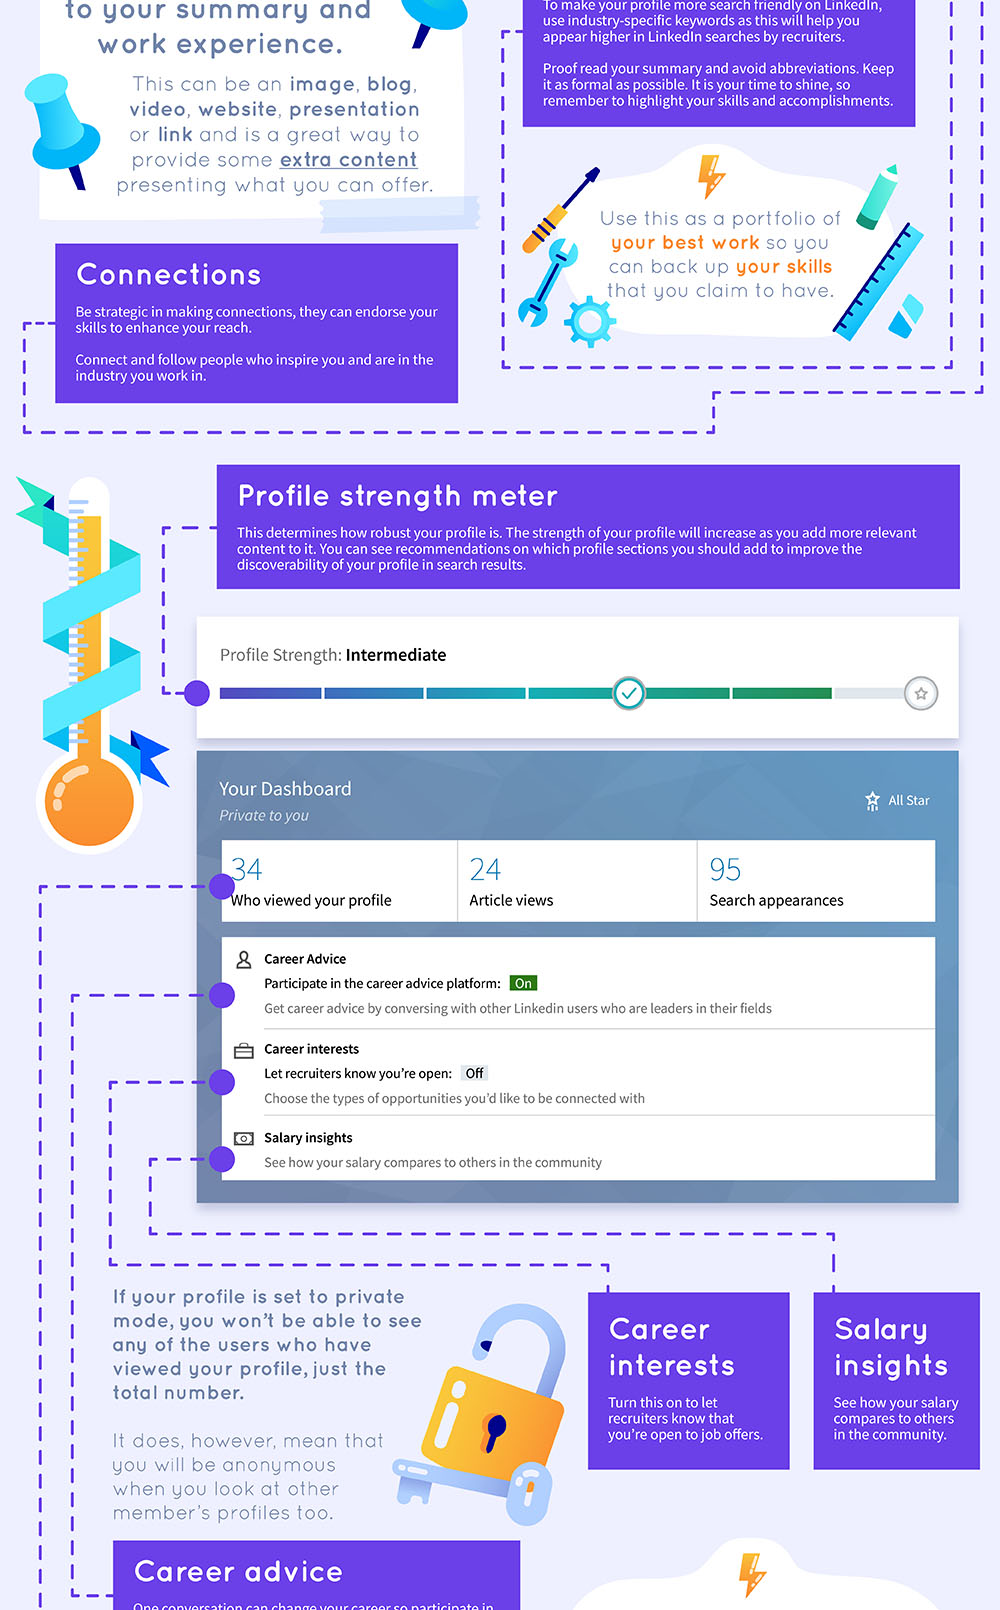 to your summary and
work experience.
This can be an image, blog,
video, website, presentation
or link and is a great way to
provide some extra content
presenting what you can offer.
To make your profile more search friendly on LinkedIn,
use industry-specific keywords as this will help you
appear higher in LinkedIn searches by recruiters.
Proof read your summary and avoid abbreviations. Keep
it as formal as possible. It is your time to shine, so
remember to highlight your skills and accomplishments.
Use this as a portfolio of
your best work so you
can back up your skills
that you claim to have.
Connections
Be strategic in making connections, they can endorse your
skills to enhance your reach.
Connect and follow people who inspire you and are in the
industry you work in.
Profile strength meter
This determines how robust your profile is. The strength of your profile will increase as you add more relevant
content to it. You can see recommendations on which profile sections you should add to improve the
discoverability of your profile in search results.
Profile Strength: Intermediate
Your Dashboard
Private to you
All Star
34
Who viewed your profile
24
Article views
95
Search appearances
Career Advice
Participate in the career advice platform: On
Get career advice by conversing with other Linkedin users who are leaders in their fields
Career interests
Let recruiters know you're open: Off
Choose the types of opportunities you'd like to be connected with
Salary insights
See how your salary compares to others in the community
If your profile is set to private
mode, you won't be able to see
any of the users who have
viewed your profile, just the
total number.
It does, however, mean that
you will be anonymous
when you look at other
member's profiles too.
Career
interests
Turn this on to let
recruiters know that
you're open to job offers.
Salary
insights
See how your salary
compares to others
in the community.
Career advice
One conversation can change your career so participate in